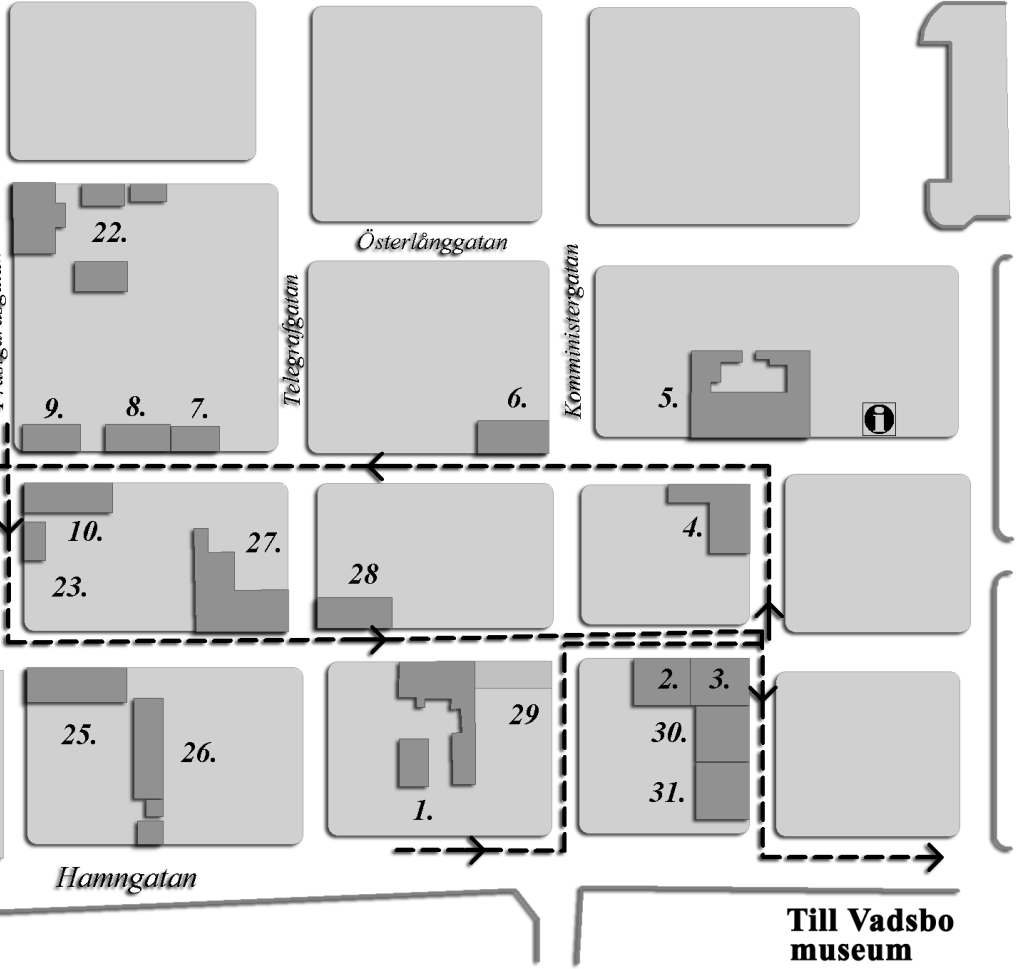 Österlånggatan
22.
Telegrafgatan
Komministergatan
9.
8.
7.
6.
5.
i
10.
27.
4.
23.
28
25.
26.
29
1.
2.
3.
30.
31.
Hamngatan
Till Vadsbo
museum